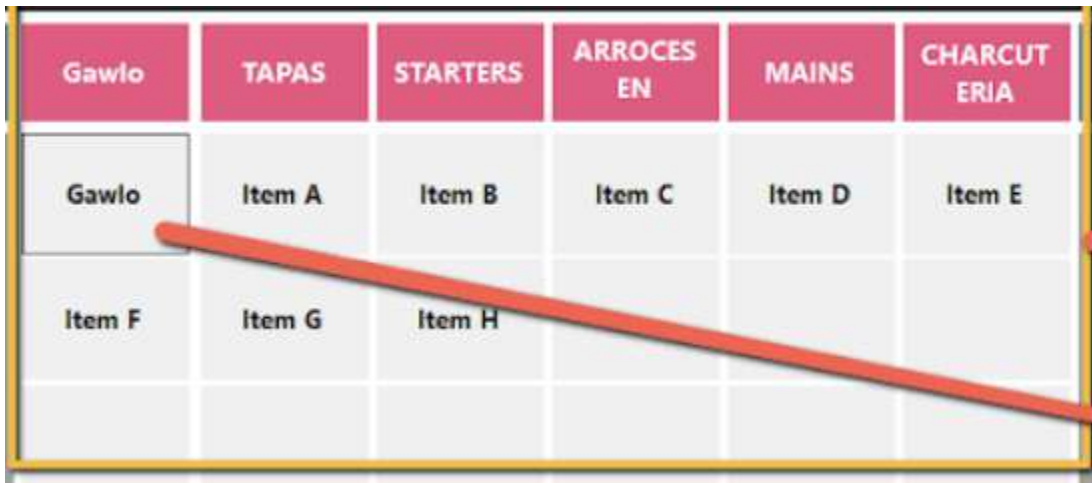 Gawlo TAPAS STARTERS ARROCES EN MAINS CHARCUT ERIA
Gawlo Item A Item B Item C Item D Item E
Item F Item G Item H